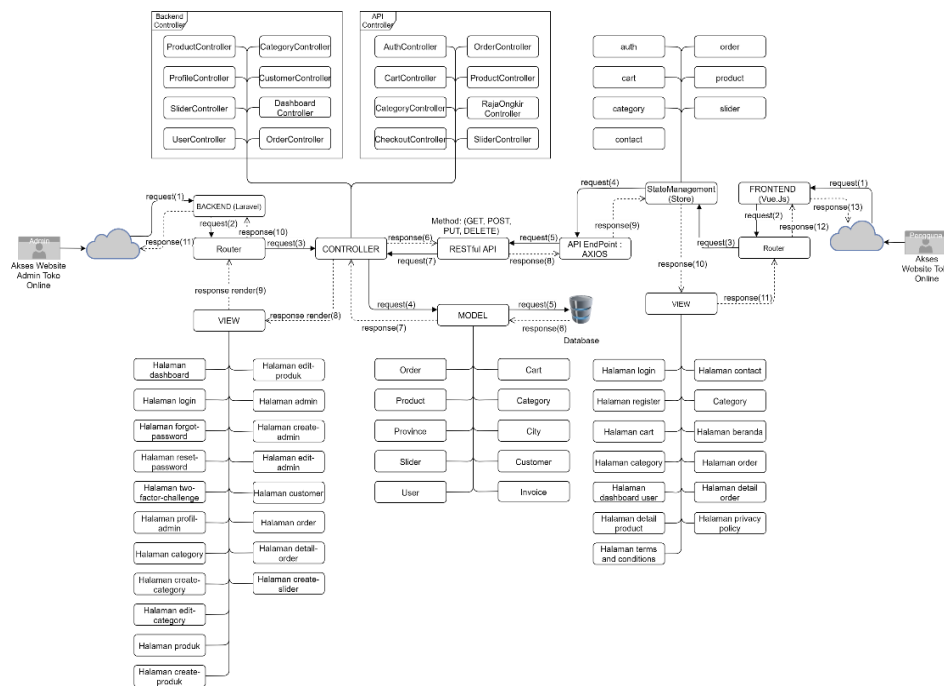 Backend
Controller
ProductController
CategoryController
ProfileController
CustomerController
SliderController
Dashboard
Controller
UserController
OrderController
API
Controller
AuthController
OrderController
CartController
ProductController
CategoryController
RajaOngkir
Controller
CheckoutController
SliderController
auth
order
cart
product
category
slider
contact
Admin
Akses Website
Admin Toko
Online
request(1)
response(11)
BACKEND (Laravel)
request(2)
response(10)
Router
request(3)
CONTROLLER
response(6)
request(7)
Method: (GET, POST,
PUT, DELETE)
RESTful API
request(5)
response(8)
API EndPoint :
AXIOS
request(4)
response(9)
StateManagement
(Store)
response(10)
FRONTEND
(Vue.Js)
request(1)
response(13)
request(2)
response(12)
request(3)
Router
Pengguna
Akses
Website Toko
Online
response render(9)
VIEW
response render(8)
request(4)
response(7)
MODEL
request(5)
response(6)
Database
VIEW
response(11)
Halaman
dashboard
Halaman edit-
produk
Halaman login
Halaman admin
Halaman forgot-
password
Halaman create-
admin
Halaman reset-
password
Halaman edit-
admin
Halaman two-
factor-challenge
Halaman customer
Halaman profil-
admin
Halaman order
Halaman category
Halaman detail-
order
Halaman create-
category
Halaman create-
slider
Halaman edit-
category
Halaman produk
Halaman create-
produk
Order
Cart
Product
Category
Province
City
Slider
Customer
User
Invoice
Halaman login
Halaman contact
Halaman register
Category
Halaman cart
Halaman beranda
Halaman category
Halaman order
Halaman
dashboard user
Halaman detail
order
Halaman detail
product
Halaman privacy
policy
Halaman terms
and conditions